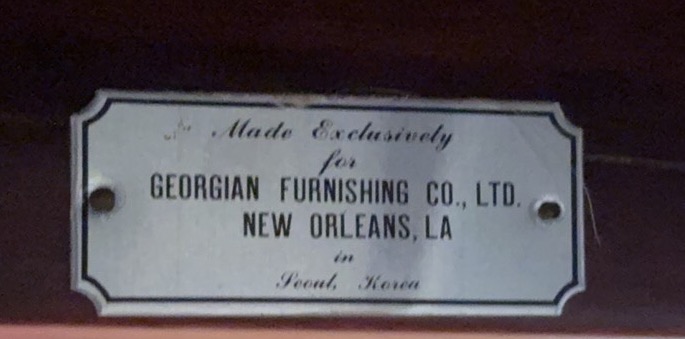 Made Exclusively
for
GEORGIAN FURNISHING CO., LTD.
NEW ORLEANS, LA
in
Seoul, Korea